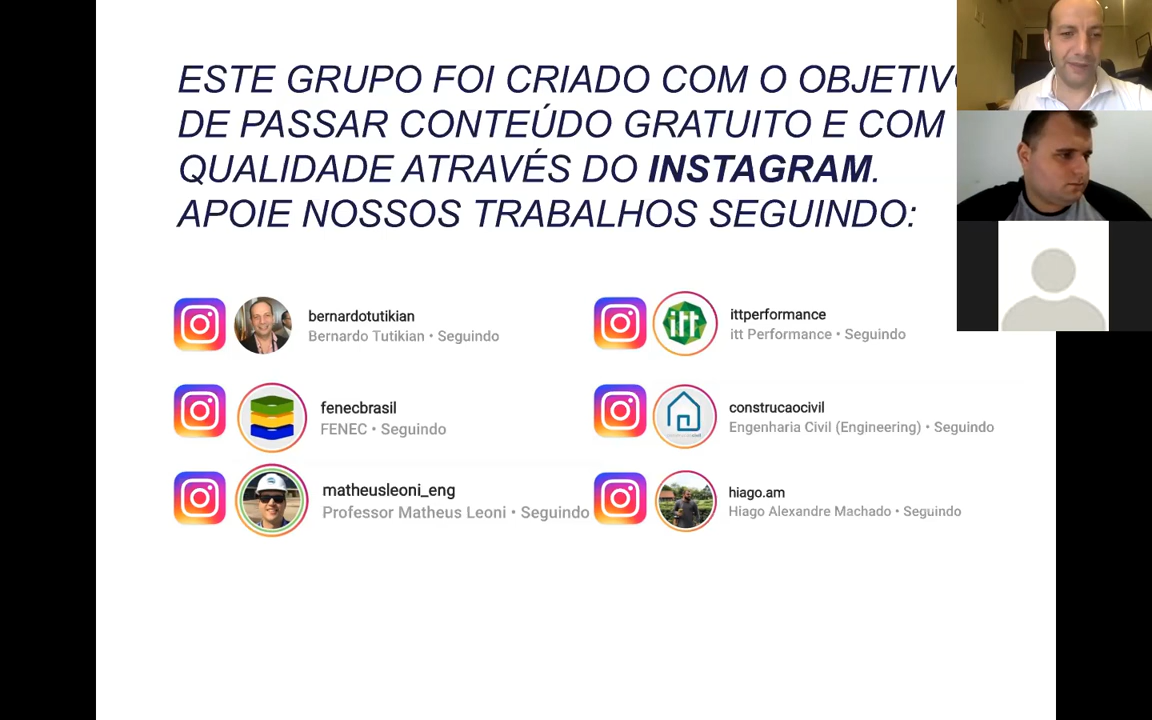 ESTE GRUPO FOI CRIADO COM O OBJETIVO
DE PASSAR CONTEÚDO GRATUITO E COM
QUALIDADE ATRAVÉS DO INSTAGRAM.
APOIE NOSSOS TRABALHOS SEGUINDO:
bernardotutikian
Bernardo Tutikian • Seguindo
ittperformance
itt Performance • Seguindo
itt
fenecbrasil
FENEC • Seguindo
construcaocivil
Engenharia Civil (Engineering) • Seguindo
matheusleoni_eng
Professor Matheus Leoni • Seguindo
hiago.am
Hiago Alexandre Machado • Seguindo